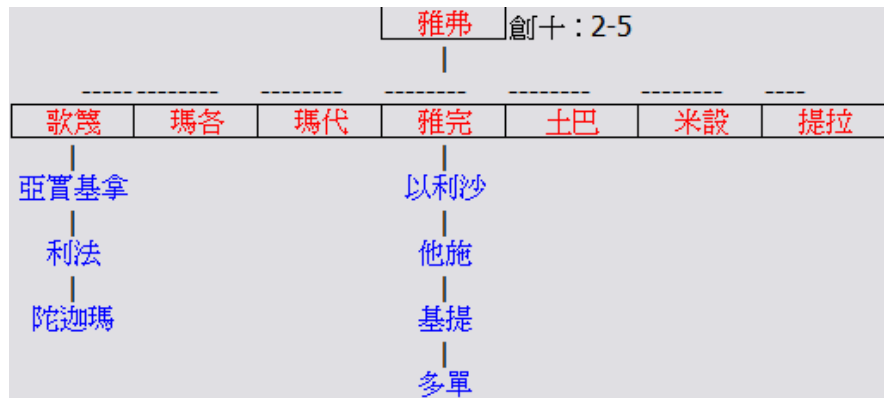 雅弗 創十：2-5
歌篾 瑪各 瑪代 雅完 土巴 米設 提拉
亞實基拿 以利沙
利法 他施
陀迦瑪 基提
多單